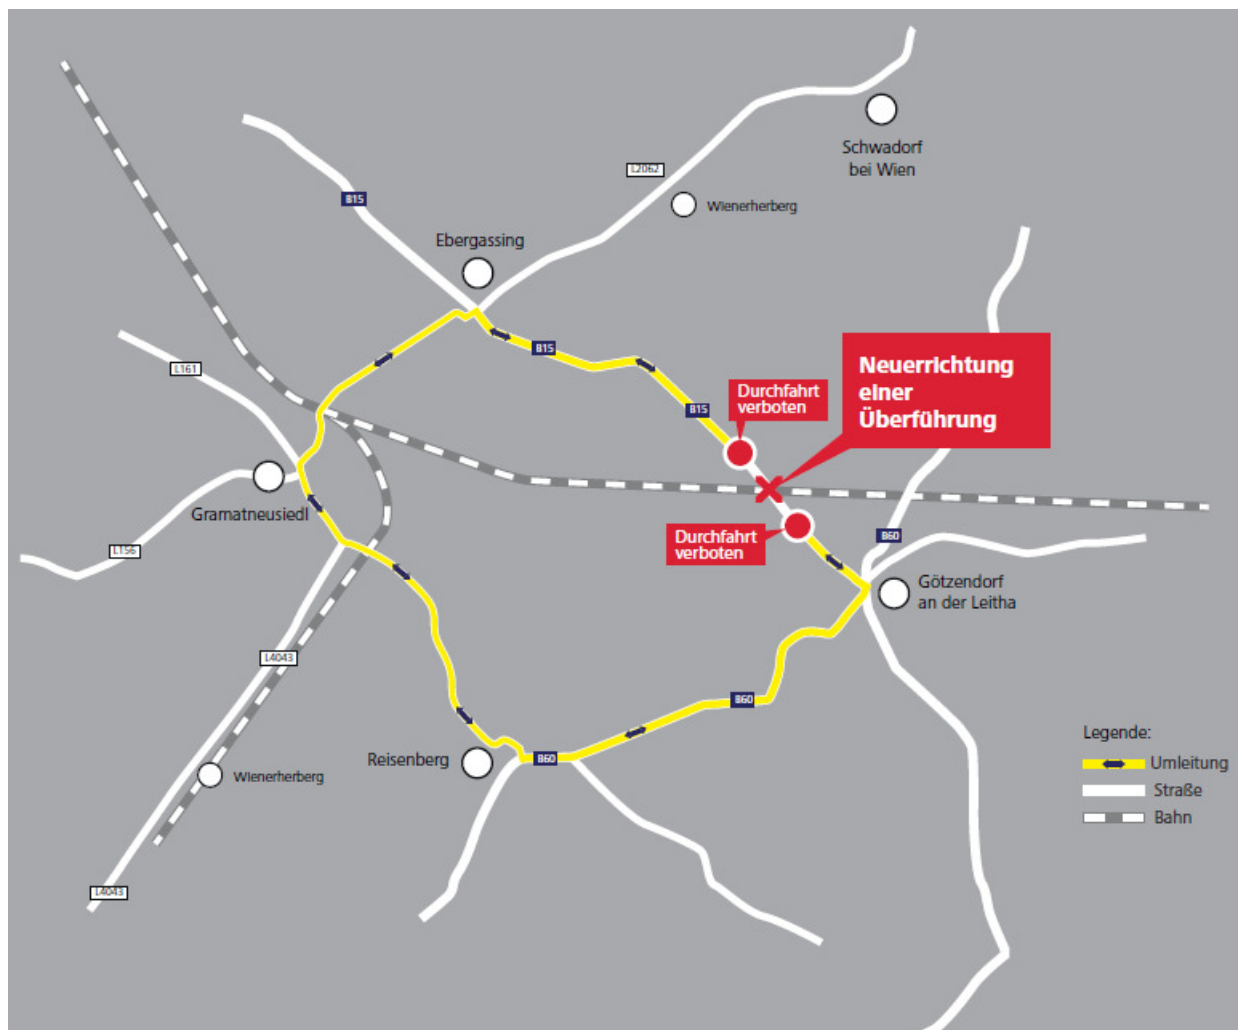 Schwadorf
bei Wien
L2062
B15
Wienerherberg
Ebergassing
B15
L161
Neuerrichtung
einer
Überführung
Durchfahrt
verboten
B15
Gramatneusiedl
L156
Durchfahrt
verboten
B60
Götzendorf
an der Leitha
L4043
B60
Reisenberg
B60
Wienerherberg
L4043
Legende:
Umleitung
Straße
Bahn